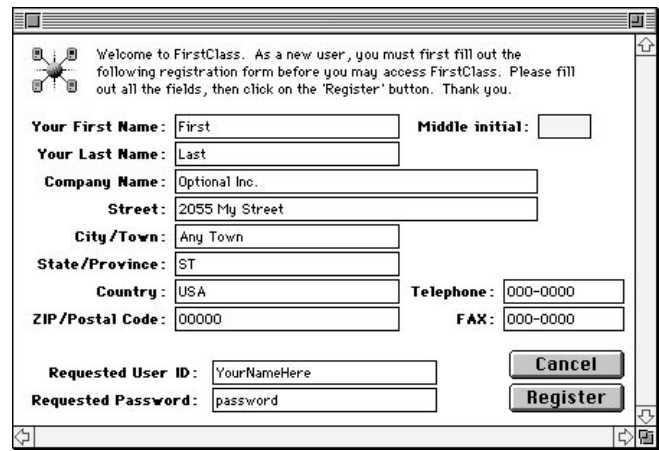 Welcome to FirstClass. As a new user, you must first fill out the
following registration form before you may access FirstClass. Please fill
out all the fields, then click on the 'Register' button. Thank you.
Your First Name: First Middle initial:
Your Last Name: Last
Company Name: Optional Inc.
Street: 2055 My Street
City/Town: Any Town
State/Province: ST
Country: USA Telephone: 000-0000
ZIP/Postal Code: 00000 FAX: 000-0000
Requested User ID: YourNameHere Cancel
Requested Password: password Register